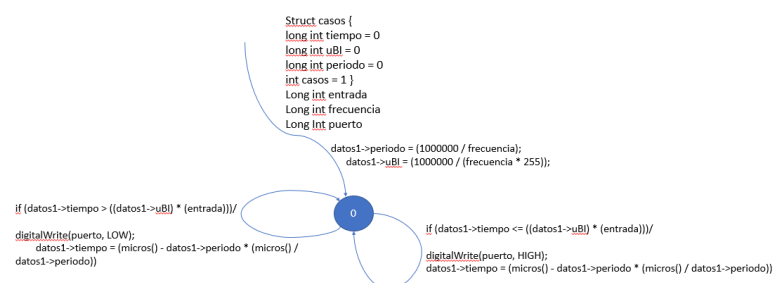 Struct casos {
long int tiempo = 0
long int uBI = 0
long int periodo = 0
int casos = 1 }
Long int entrada
Long int frecuencia
Long Int puerto
datos1->periodo = (1000000 / frecuencia);
datos1->uBI = (1000000 / (frecuencia * 255));
if (datos1->tiempo > ((datos1->uBI) * (entrada)))/
digitalWrite(puerto, LOW);
datos1->tiempo = (micros() - datos1->periodo * (micros() /
datos1->periodo))
0
if (datos1->tiempo <= ((datos1->uBI) * (entrada)))/
digitalWrite(puerto, HIGH);
datos1->tiempo = (micros() - datos1->periodo * (micros() / datos1->periodo))